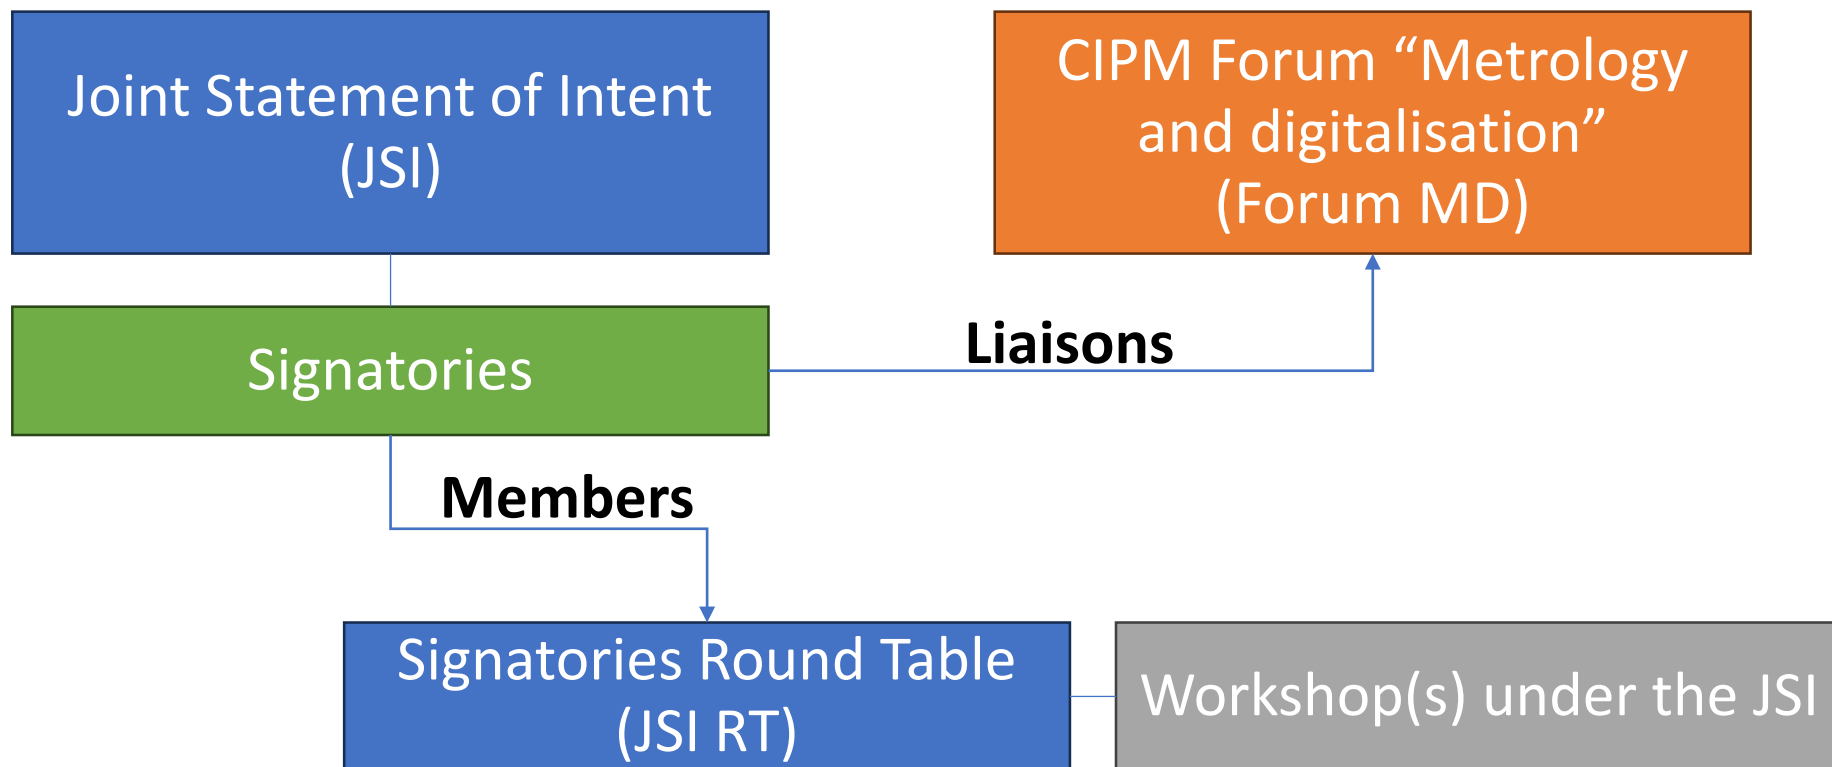 Joint Statement of Intent
(JSI)
CIPM Forum “Metrology
and digitalisation”
(Forum MD)
Signatories
Liaisons
Members
Signatories Round Table
(JSI RT)
Workshop(s) under the JSI